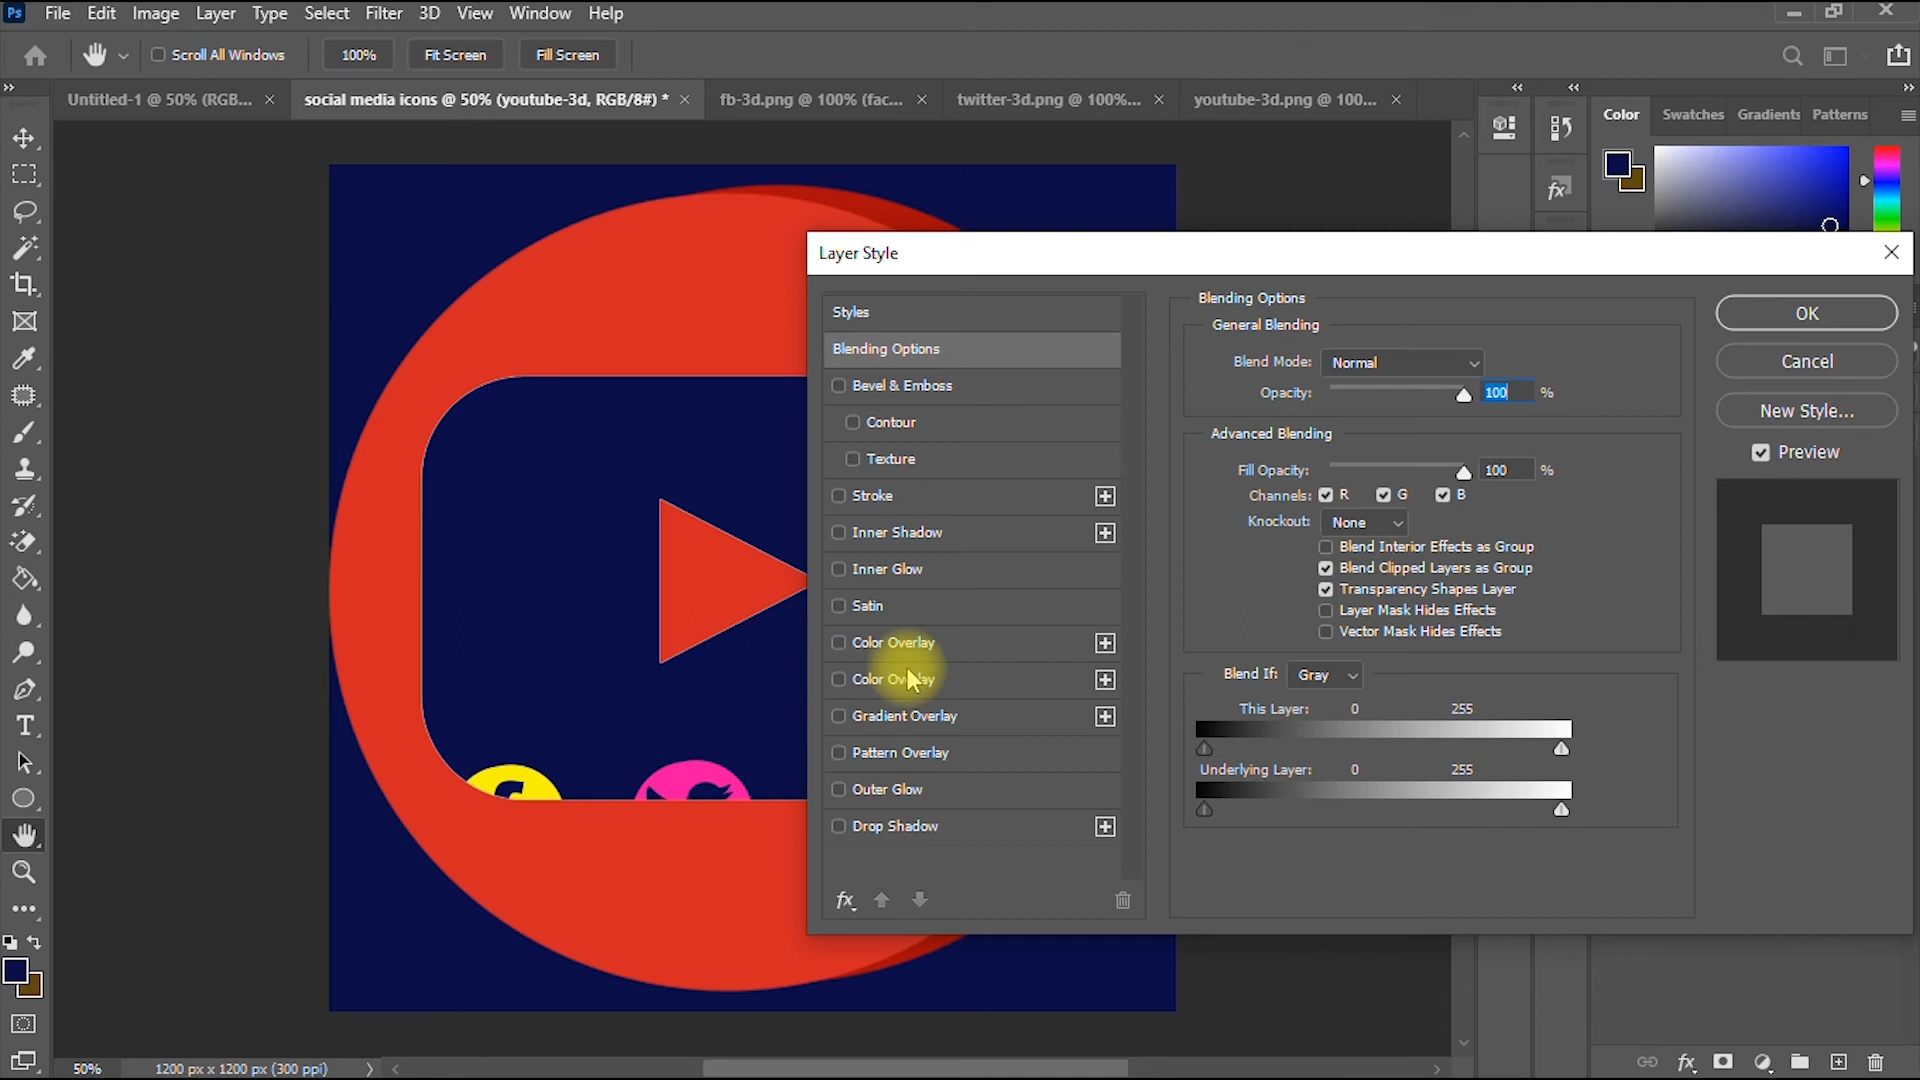 Ps File Edit Image Layer Type Select Filter 3D View Window Help
Scroll All Windows 100% Fit Screen Fill Screen
Untitled-1 @ 50% (RGB... × social media icons @ 50% (youtube-3d, RGB/8#) * × fb-3d.png @ 100% (fac... × twitter-3d.png @ 100%... × youtube-3d.png @ 100... ×
Color Swatches Gradients Patterns
fx
Layer Style
Styles
Blending Options
Bevel & Emboss
Contour
Texture
Stroke
Inner Shadow
Inner Glow
Satin
Color Overlay
Color Overlay
Gradient Overlay
Pattern Overlay
Outer Glow
Drop Shadow
fx
Blending Options
General Blending
Blend Mode: Normal
Opacity: 100 %
Advanced Blending
Fill Opacity: 100 %
Channels: R G B
Knockout: None
Blend Interior Effects as Group
Blend Clipped Layers as Group
Transparency Shapes Layer
Layer Mask Hides Effects
Vector Mask Hides Effects
Blend If: Gray
This Layer: 0 255
Underlying Layer: 0 255
OK
Cancel
New Style...
Preview
50% 1200 px x 1200 px (300 ppi)
fx